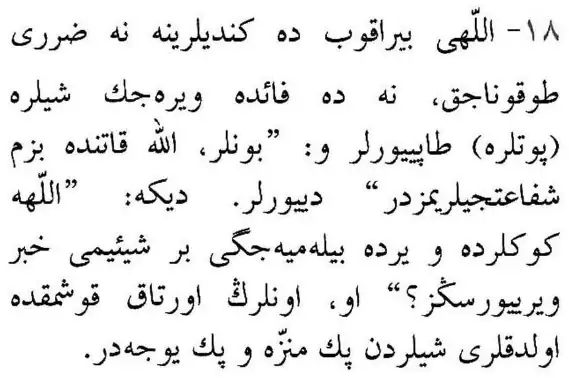 ١٨- اللّهی بیراقوب ده کندیلرینه نه ضرری
طوقوناجق، نه ده فائده ویره‌جك شیلره
(پوتلره) طاپییورلر و: ”بونلر، الله قاتنده بزم
شفاعتجیلریمزدر“ دییورلر. دیکه: ”اللّهه
کوکلرده و یرده بیله‌میه‌جگی بر شیئیمی خبر
ویرییورسڭز؟“ او، اونلرڭ اورتاق قوشمقده
اولدقلری شیلردن پك منزّه و پك یوجه‌در.